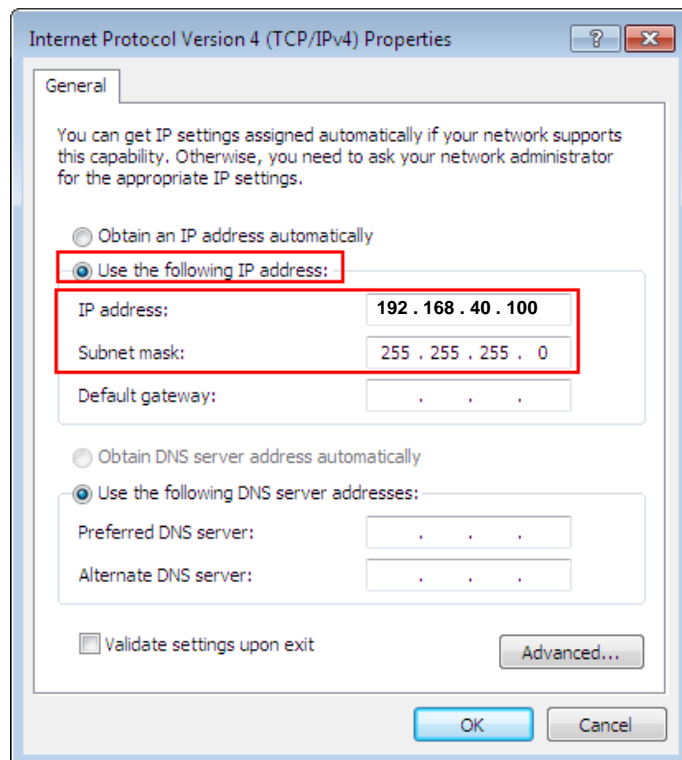 Internet Protocol Version 4 (TCP/IPv4) Properties
?
General
You can get IP settings assigned automatically if your network supports
this capability. Otherwise, you need to ask your network administrator
for the appropriate IP settings.
Obtain an IP address automatically
Use the following IP address:
IP address: 192 . 168 . 40 . 100
Subnet mask: 255 . 255 . 255 . 0
Default gateway: . . .
Obtain DNS server address automatically
Use the following DNS server addresses:
Preferred DNS server: . . .
Alternate DNS server: . . .
Validate settings upon exit
Advanced...
OK Cancel